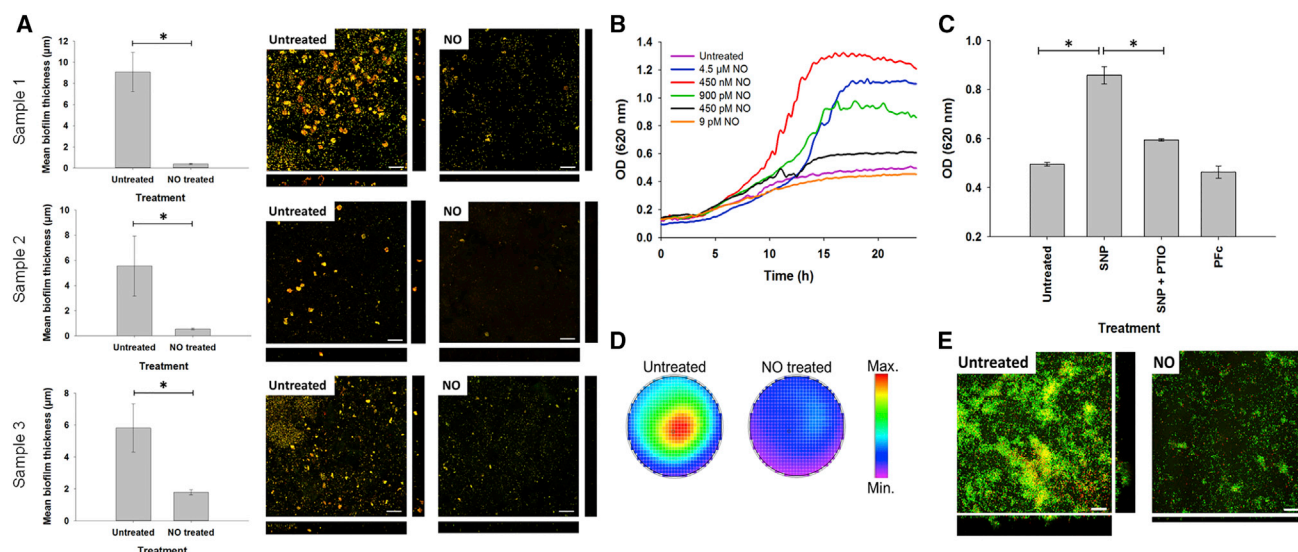 A
Sample 1
Mean biofilm thickness (µm)
12
10
8
6
4
2
0
*
Untreated
NO treated
Treatment
Untreated
NO
Sample 2
Mean biofilm thickness (µm)
10
8
6
4
2
0
*
Untreated
NO treated
Treatment
Untreated
NO
Sample 3
Mean biofilm thickness (µm)
8
6
4
2
0
*
Untreated
NO treated
Treatment
Untreated
NO
B
OD (620 nm)
1.4
1.2
1.0
0.8
0.6
0.4
0.2
0.0
Untreated
4.5 µM NO
450 nM NO
900 pM NO
450 pM NO
9 pM NO
0
5
10
15
20
Time (h)
C
OD (620 nm)
1.0
0.8
0.6
0.4
0.2
*
*
Untreated
SNP
SNP + PTIO
PFc
Treatment
D
Untreated
NO treated
Max.
Min.
E
Untreated
NO